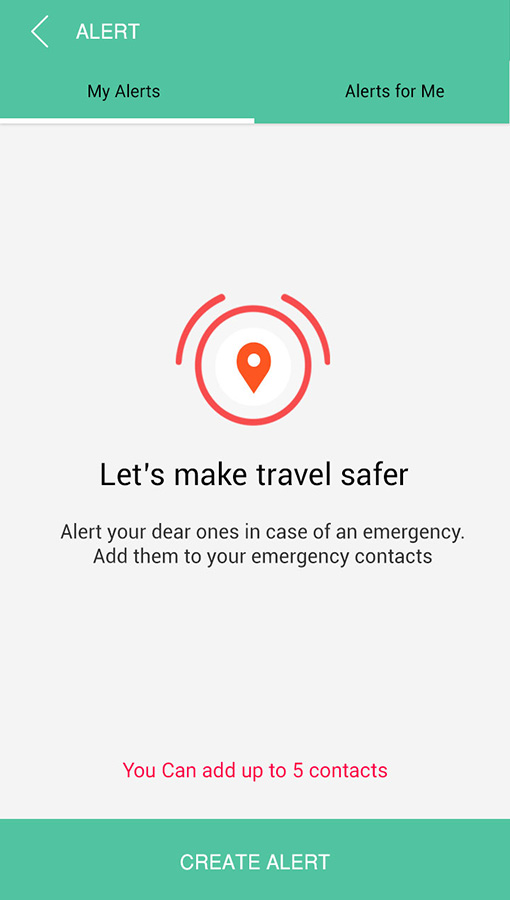 ALERT
My Alerts
Alerts for Me
Let's make travel safer
Alert your dear ones in case of an emergency.
Add them to your emergency contacts
You Can add up to 5 contacts
CREATE ALERT